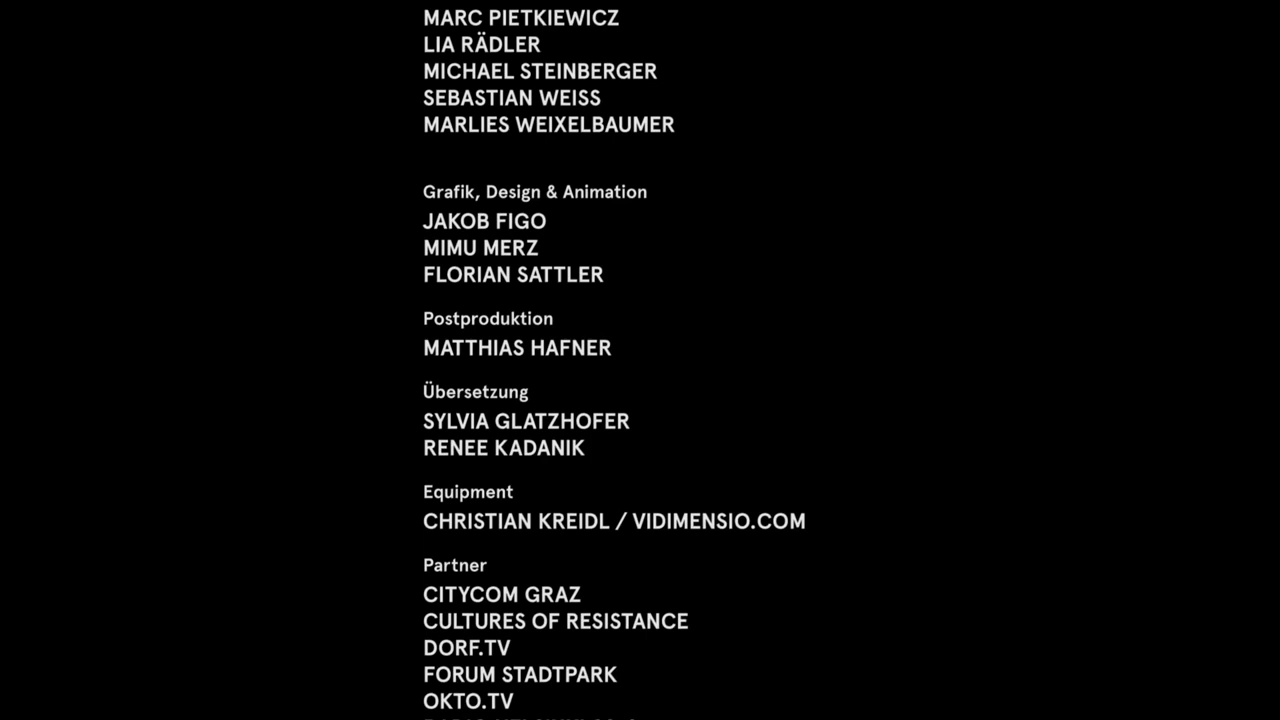 MARC PIETKIEWICZ
LIA RÄDLER
MICHAEL STEINBERGER
SEBASTIAN WEISS
MARLIES WEIXELBAUMER
Grafik, Design & Animation
JAKOB FIGO
MIMU MERZ
FLORIAN SATTLER
Postproduktion
MATTHIAS HAFNER
Übersetzung
SYLVIA GLATZHOFER
RENEE KADANIK
Equipment
CHRISTIAN KREIDL / VIDIMENSIO.COM
Partner
CITYCOM GRAZ
CULTURES OF RESISTANCE
DORF.TV
FORUM STADTPARK
OKTO.TV